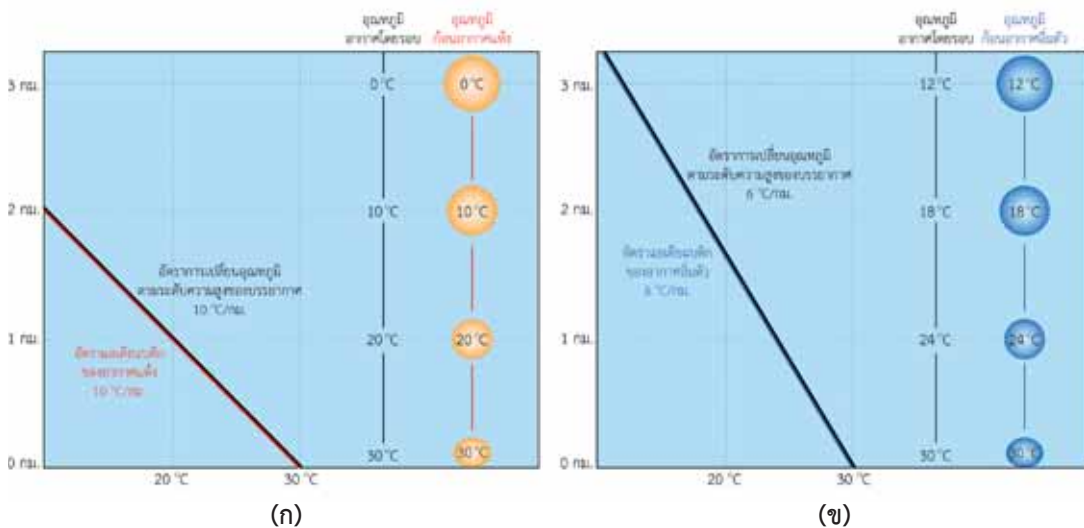 อุณหภูมิ
อากาศโดยรอบ
อุณหภูมิ
ก้อนอากาศแห้ง
3 กม.
0 °C
0 °C
2 กม.
10 °C
10 °C
อัตราการเปลี่ยนอุณหภูมิ
ตามระดับความสูงของบรรยากาศ
10 °C/กม.
1 กม.
20 °C
20 °C
อัตราแอเดียแบติก
ของอากาศแห้ง
10 °C/กม.
0 กม.
30 °C
30 °C
20 °C
30 °C
(ก)
อุณหภูมิ
อากาศโดยรอบ
อุณหภูมิ
ก้อนอากาศอิ่มตัว
3 กม.
12 °C
12 °C
อัตราการเปลี่ยนอุณหภูมิ
ตามระดับความสูงของบรรยากาศ
6 °C/กม.
2 กม.
18 °C
18 °C
อัตราแอเดียแบติก
ของอากาศอิ่มตัว
1 กม.
24 °C
24 °C
0 กม.
30 °C
20 °C
30 °C
(ข)